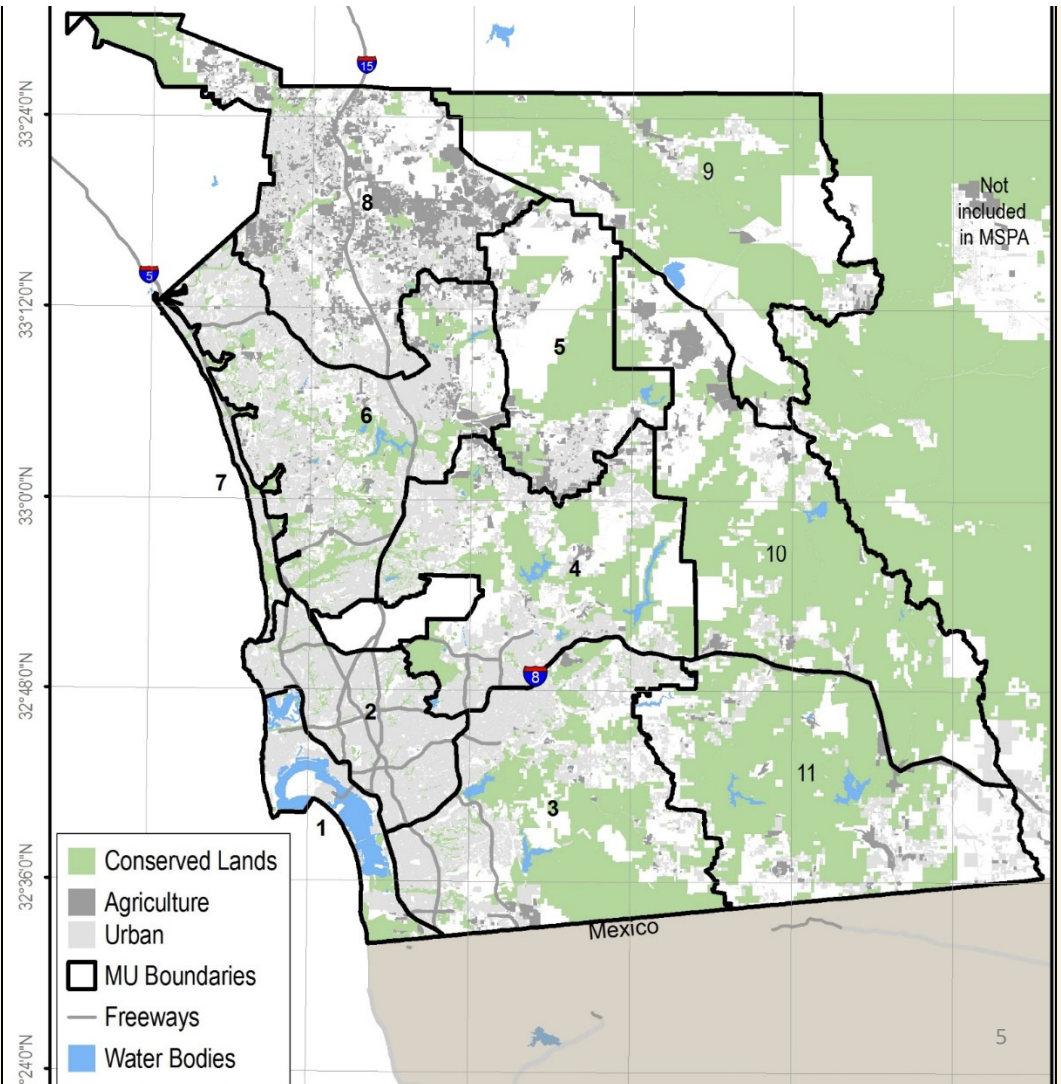 33°24'0"N
15
9
Not
included
in MSPA
8
5
33°12'0"N
5
6
7
33°0'0"N
10
4
32°48'0"N
8
2
11
3
1
32°36'0"N
Mexico
Conserved Lands
Agriculture
Urban
MU Boundaries
Freeways
Water Bodies
5
24'0"N